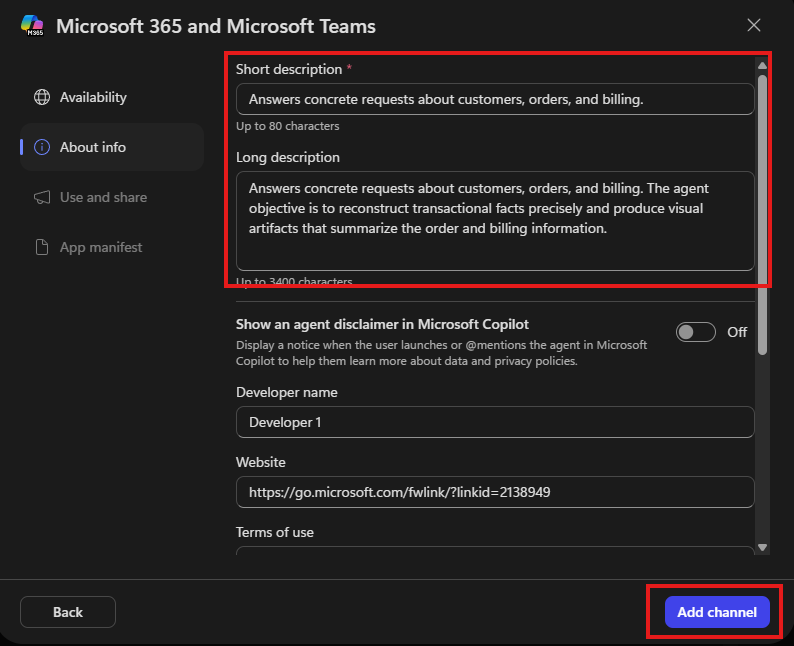 M365
Microsoft 365 and Microsoft Teams
Availability
About info
Use and share
App manifest
Short description *
Answers concrete requests about customers, orders, and billing.
Up to 80 characters
Long description
Answers concrete requests about customers, orders, and billing. The agent
objective is to reconstruct transactional facts precisely and produce visual
artifacts that summarize the order and billing information.
Up to 3400 characters
Show an agent disclaimer in Microsoft Copilot
Off
Display a notice when the user launches or @mentions the agent in Microsoft
Copilot to help them learn more about data and privacy policies.
Developer name
Developer 1
Website
https://go.microsoft.com/fwlink/?linkid=2138949
Terms of use
Back
Add channel